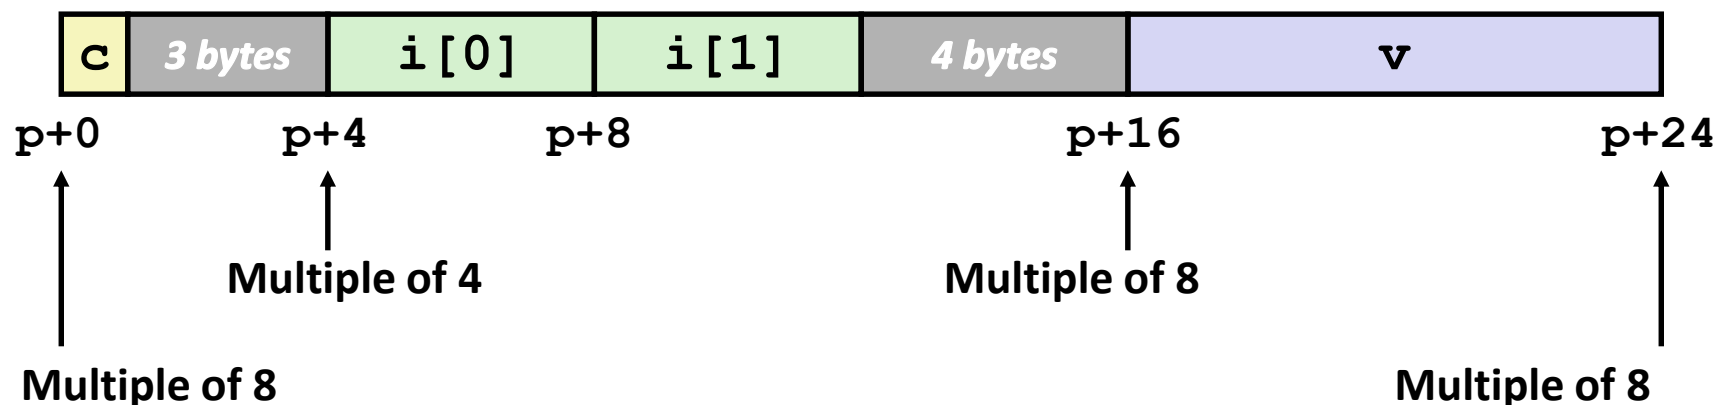 c 3 bytes i[0] i[1] 4 bytes v
p+0 p+4 p+8 p+16 p+24
Multiple of 4 Multiple of 8
Multiple of 8 Multiple of 8